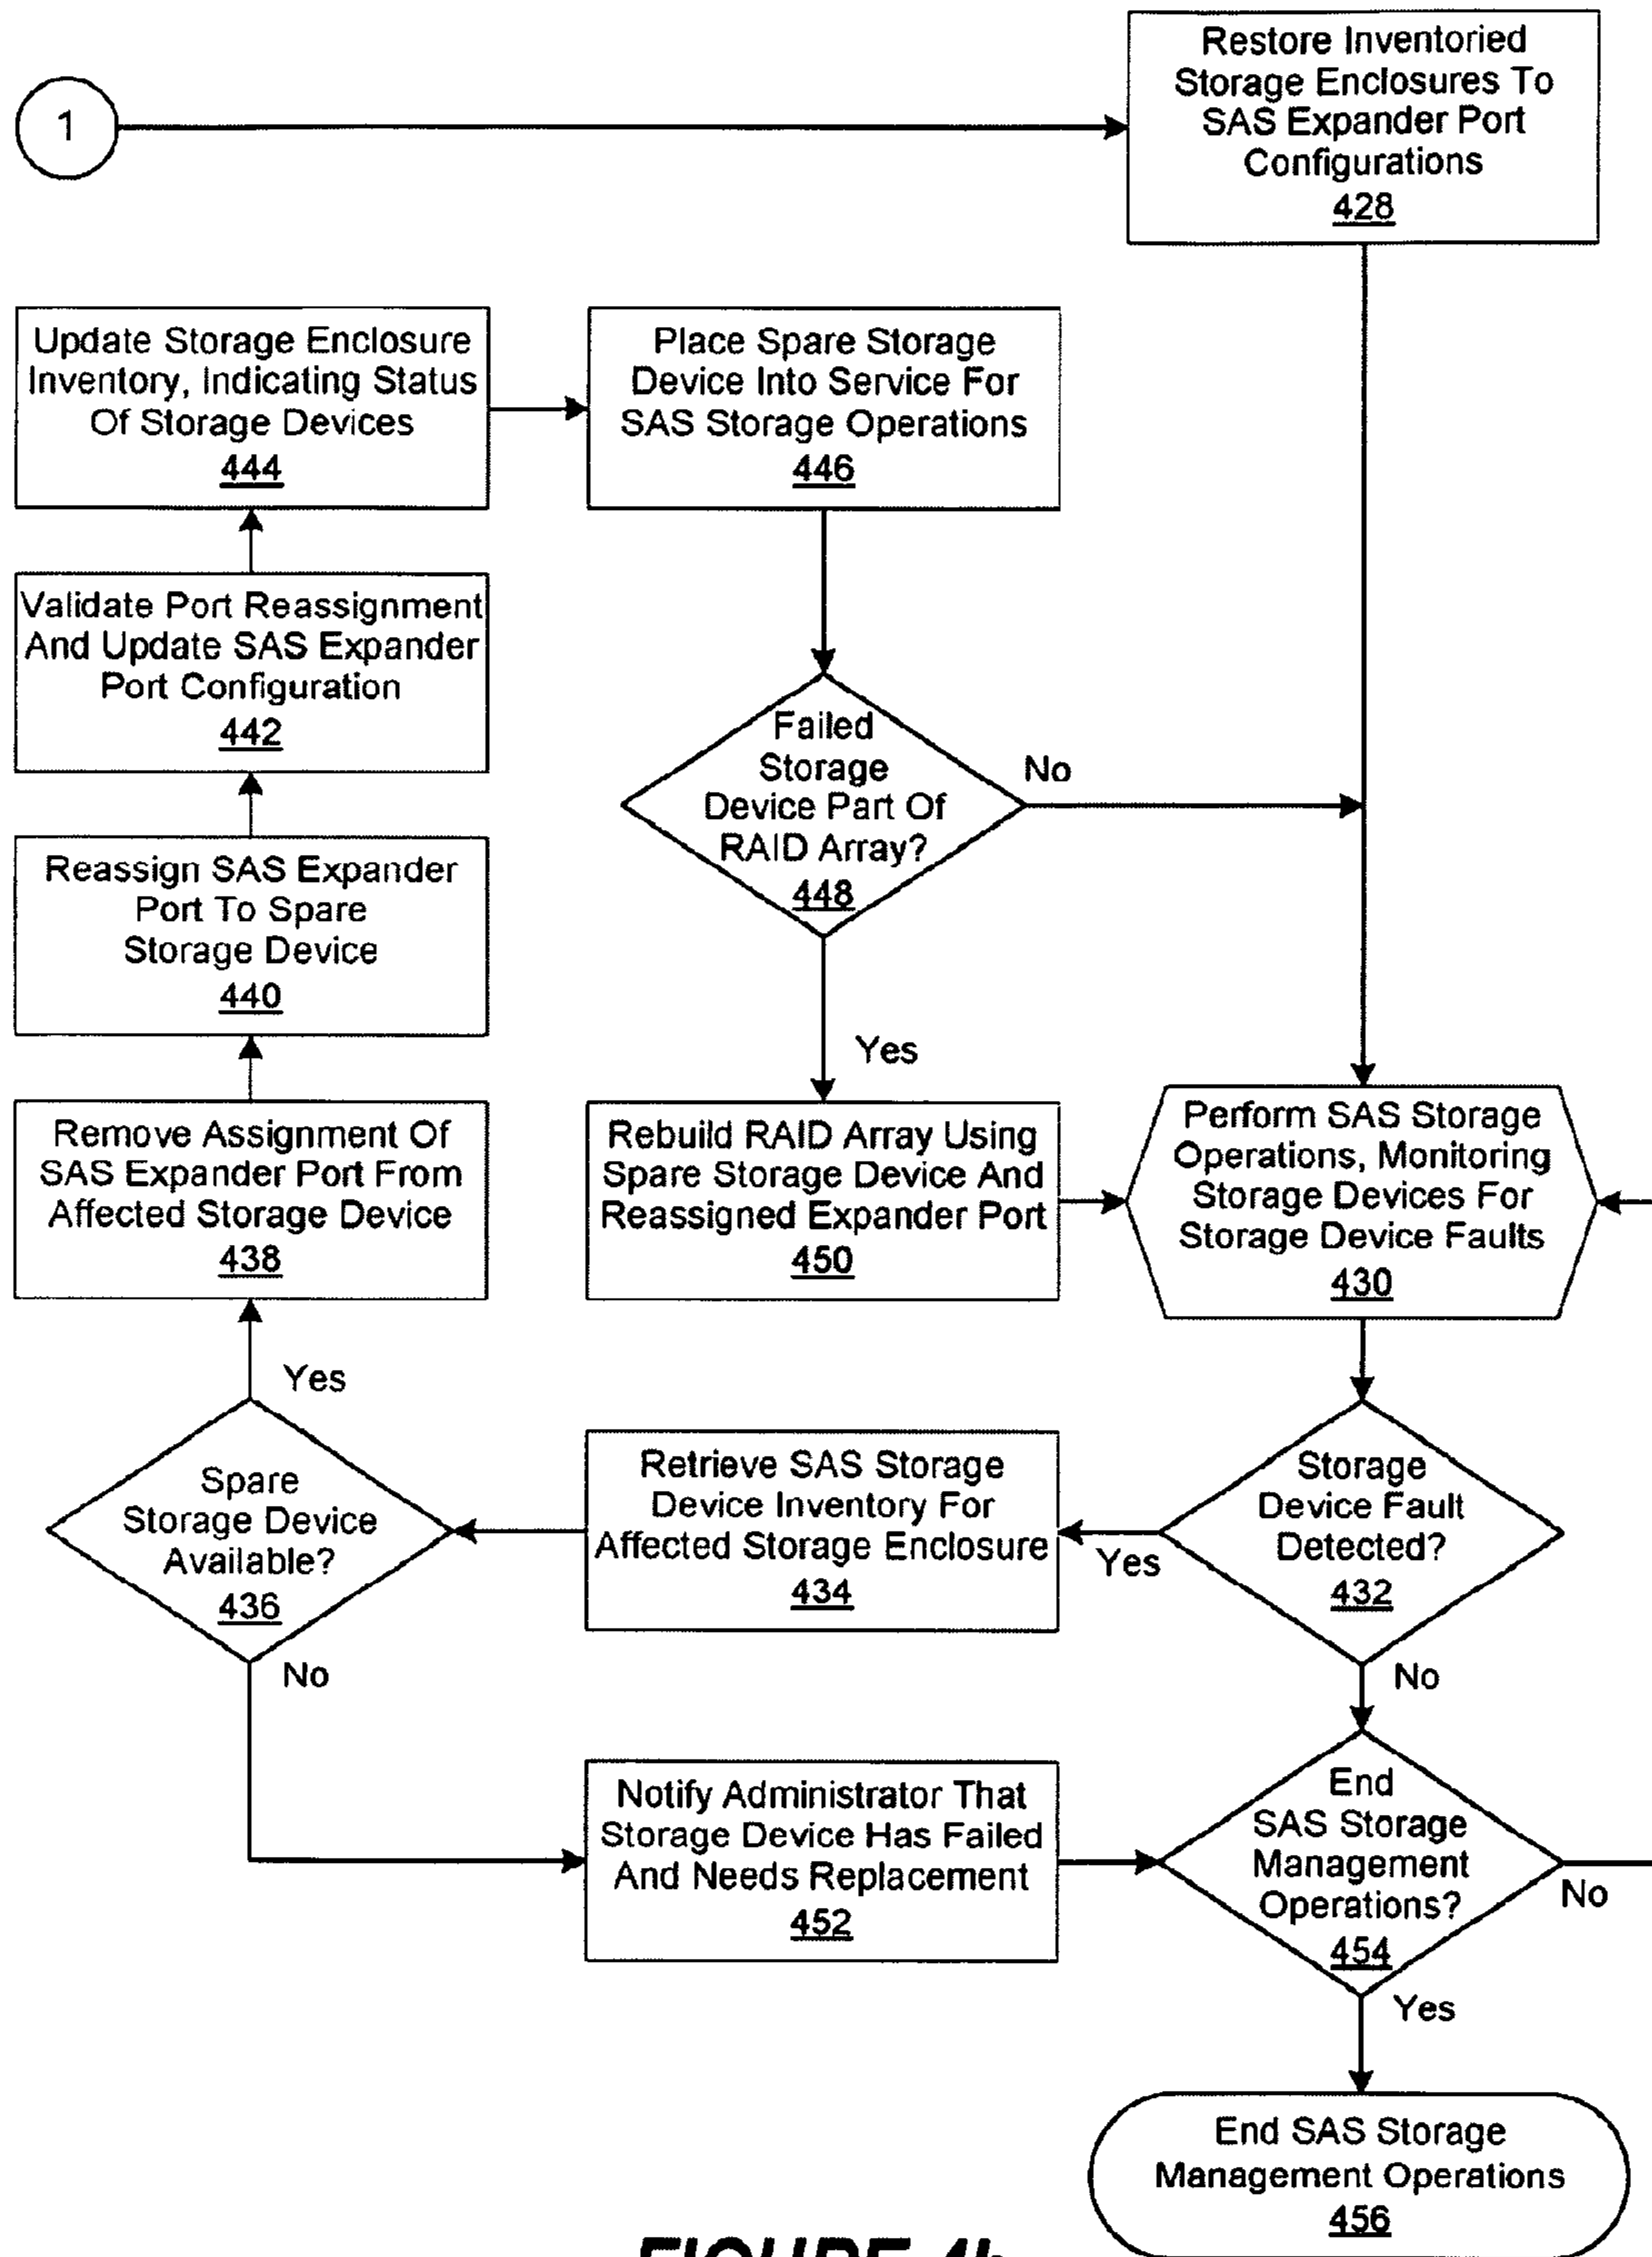 1
Restore Inventoried
Storage Enclosures To
SAS Expander Port
Configurations
428
Update Storage Enclosure
Inventory, Indicating Status
Of Storage Devices
444
Place Spare Storage
Device Into Service For
SAS Storage Operations
446
Validate Port Reassignment
And Update SAS Expander
Port Configuration
442
Failed
Storage
Device Part Of
RAID Array?
448
No
Yes
Reassign SAS Expander
Port To Spare
Storage Device
440
Remove Assignment Of
SAS Expander Port From
Affected Storage Device
438
Rebuild RAID Array Using
Spare Storage Device And
Reassigned Expander Port
450
Perform SAS Storage
Operations, Monitoring
Storage Devices For
Storage Device Faults
430
Yes
Spare
Storage Device
Available?
436
No
Retrieve SAS Storage
Device Inventory For
Affected Storage Enclosure
434
Yes
Storage
Device Fault
Detected?
432
No
Notify Administrator That
Storage Device Has Failed
And Needs Replacement
452
End
SAS Storage
Management
Operations?
454
No
Yes
End SAS Storage
Management Operations
456
FIGURE 4b